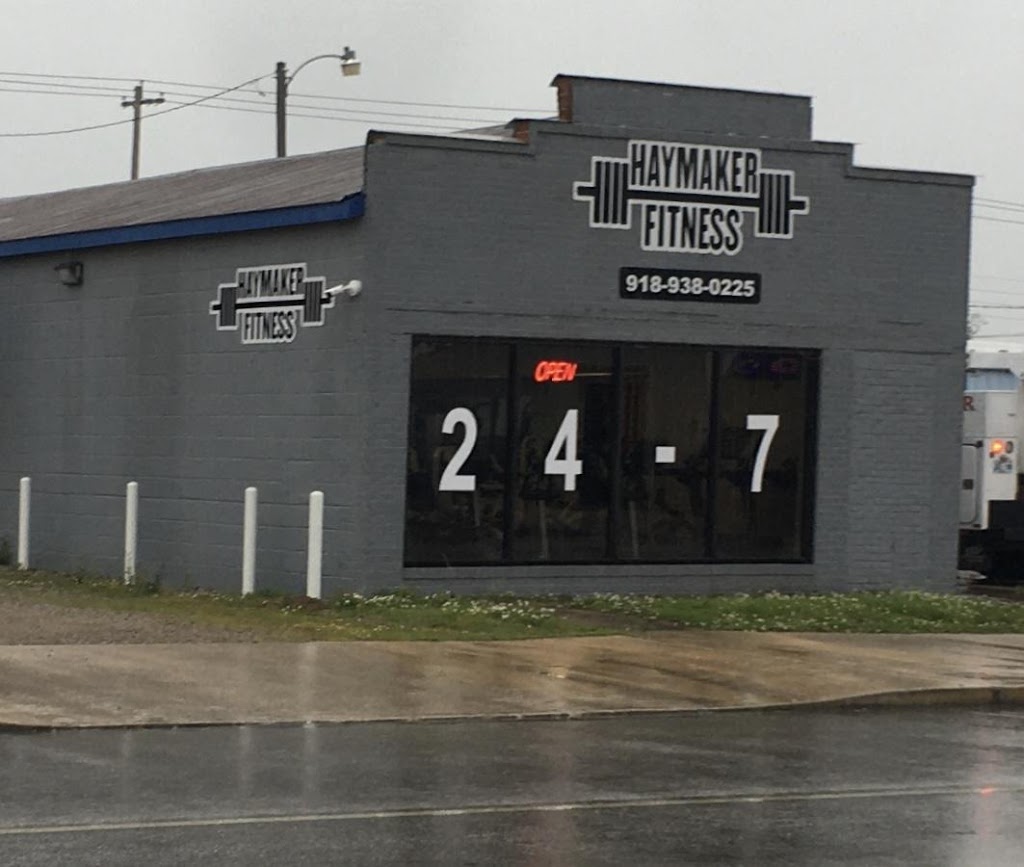 HAYMAKER
FITNESS
918-938-0225
HAYMAKER
FITNESS
OPEN
24-7
R